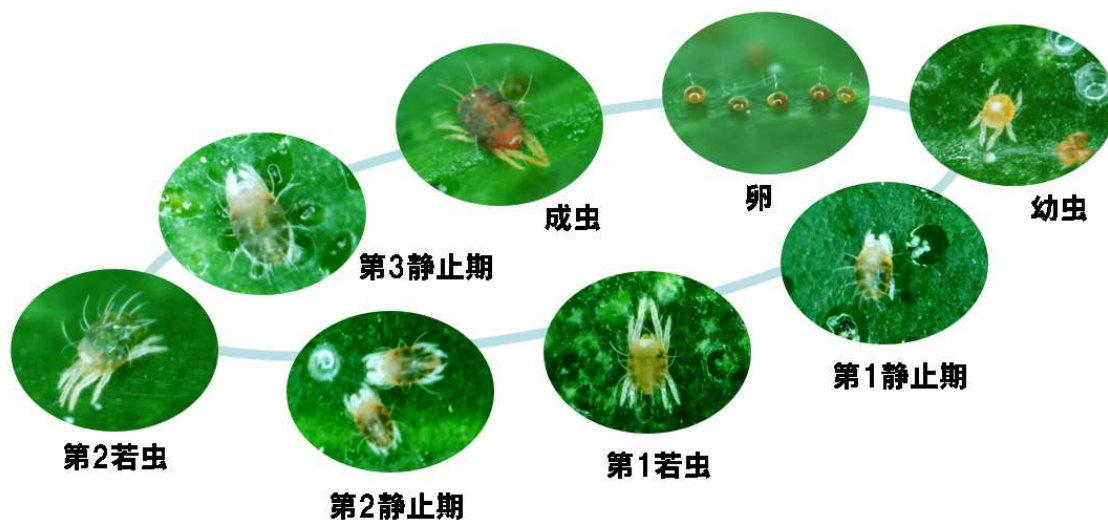 卵
幼虫
成虫
第3静止期
第1静止期
第2若虫
第1若虫
第2静止期